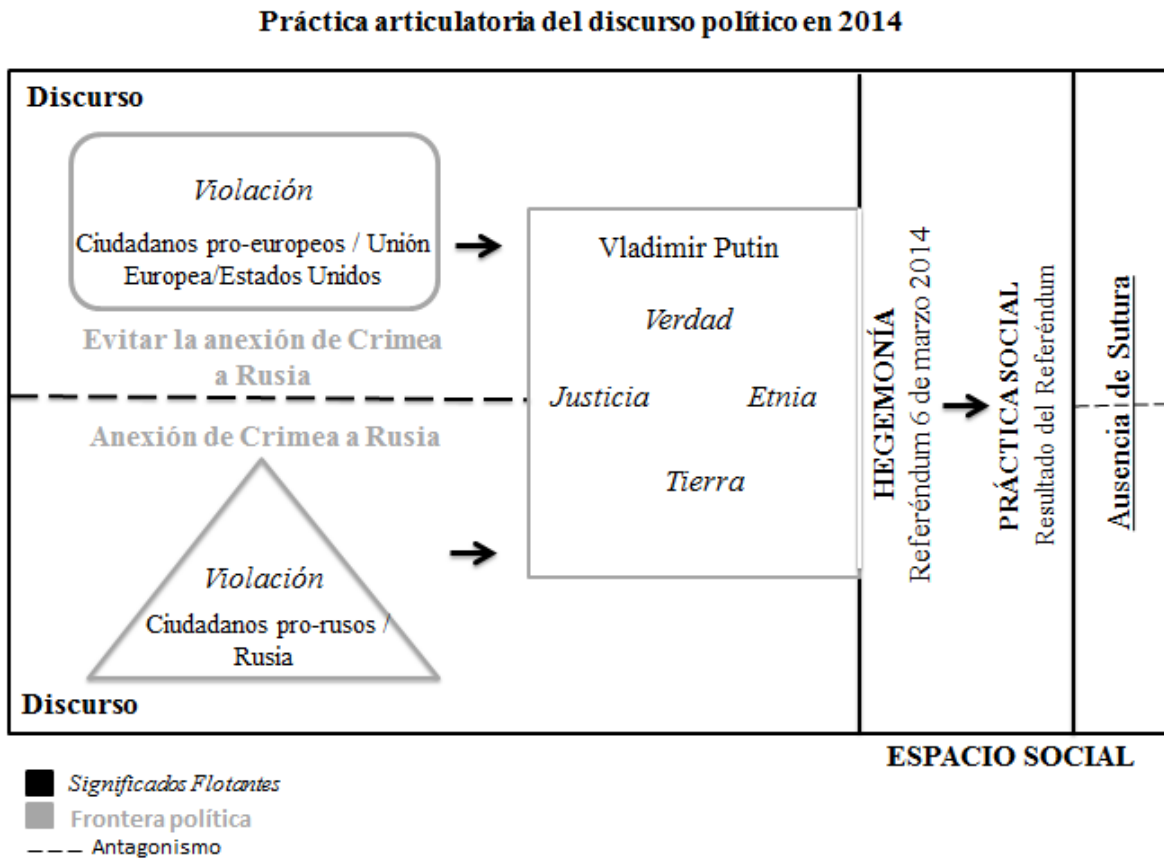 Práctica articulatoria del discurso político en 2014
Discurso
Violación
Ciudadanos pro-europeos / Unión
Europea/Estados Unidos
Evitar la anexión de Crimea
a Rusia
Anexión de Crimea a Rusia
Violación
Ciudadanos pro-rusos /
Rusia
Discurso
Vladimir Putin
Verdad
Justicia Etnia
Tierra
HEGEMONÍA
Referéndum 6 de marzo 2014
PRÁCTICA SOCIAL
Resultado del Referéndum
Ausencia de Sutura
ESPACIO SOCIAL
Significados Flotantes
Frontera política
Antagonismo